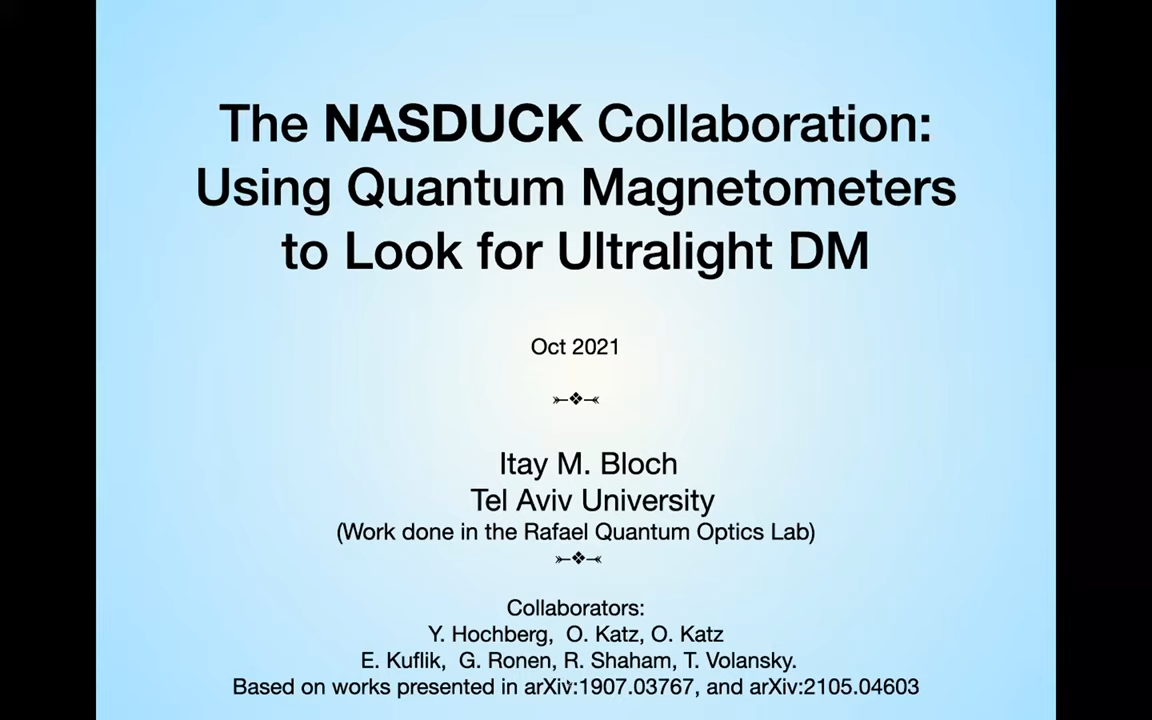 The NASDUCK Collaboration:
Using Quantum Magnetometers
to Look for Ultralight DM
Oct 2021
Itay M. Bloch
Tel Aviv University
(Work done in the Rafael Quantum Optics Lab)
Collaborators:
Y. Hochberg, O. Katz, O. Katz
E. Kuflik, G. Ronen, R. Shaham, T. Volansky.
Based on works presented in arXiv:1907.03767, and arXiv:2105.04603